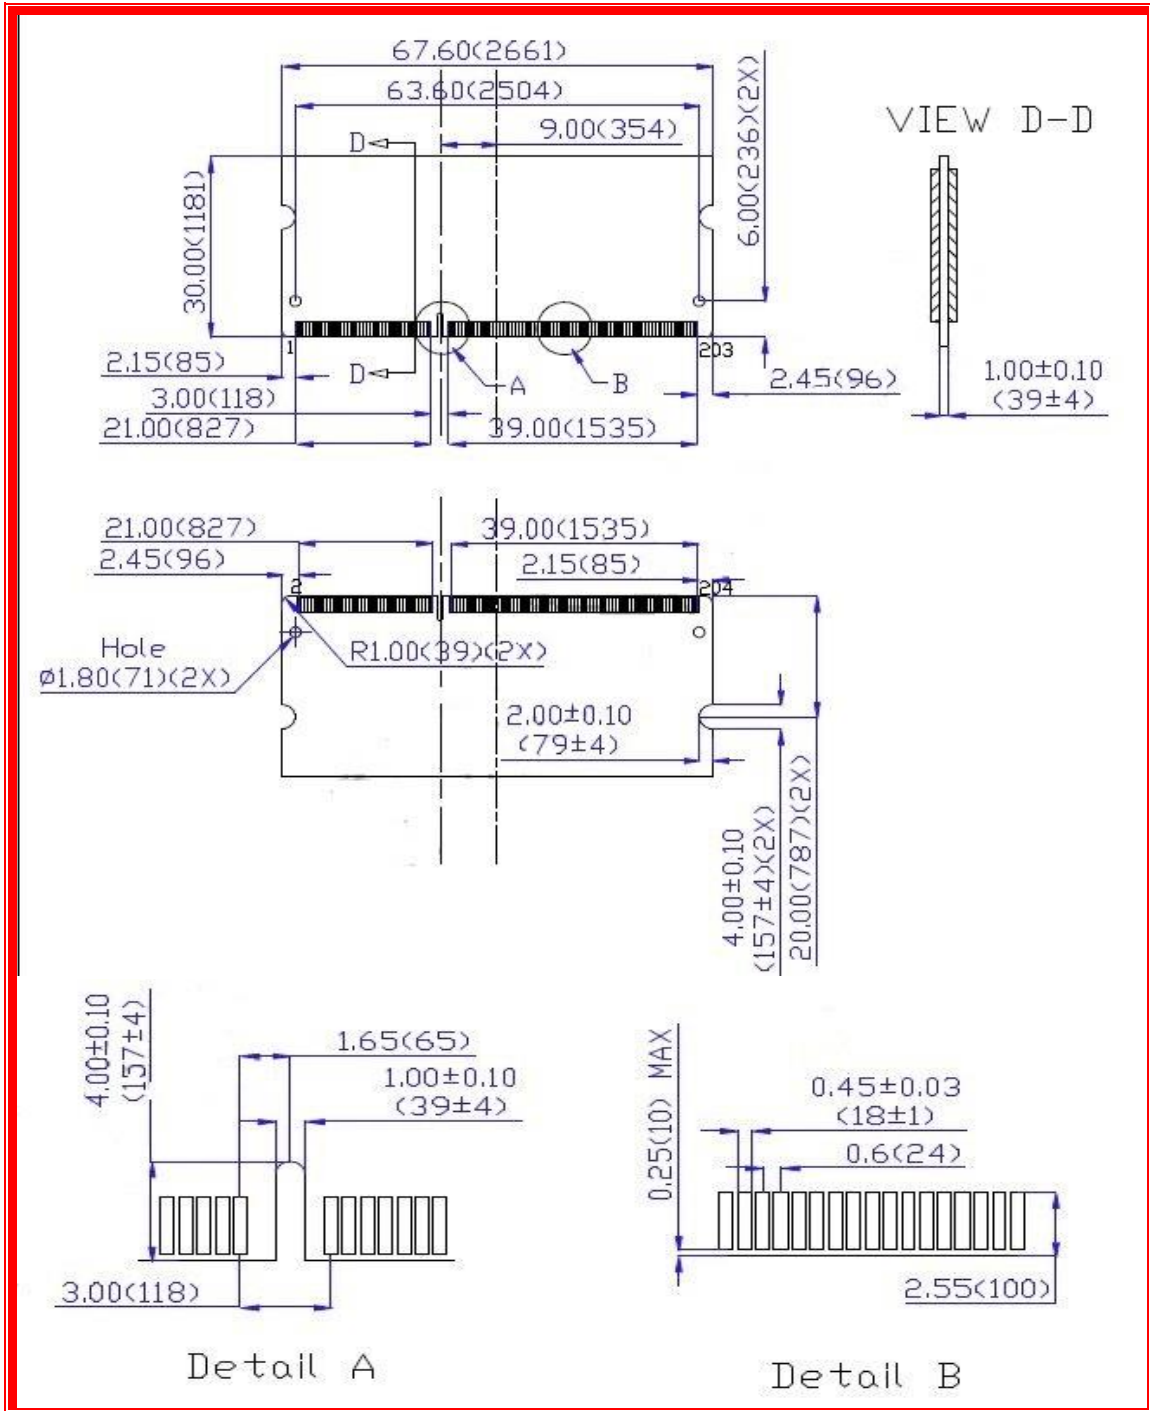 67.60(2661)
63.60(2504)
9.00(354)
D
30.00(1181)
6.00(236)(2X)
VIEW D-D
1
203
2.15(85)
D
A
B
2.45(96)
1.00±0.10
(39±4)
3.00(118)
21.00(827)
39.00(1535)
21.00(827)
39.00(1535)
2.45(96)
2.15(85)
2
204
Hole
ø1.80(71)(2X)
R1.00(39)(2X)
2.00±0.10
(79±4)
4.00±0.10
(157±4)(2X)
20.00(787)(2X)
4.00±0.10
(157±4)
1.65(65)
1.00±0.10
(39±4)
3.00(118)
Detail A
0.25(10) MAX
0.45±0.03
(18±1)
0.6(24)
2.55(100)
Detail B